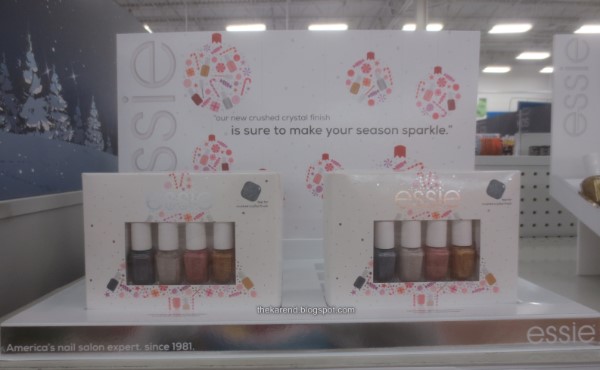 essie
"our new crushed crystal finish
is sure to make your season sparkle."
essie
essie
essie
thekarend.blogspot.com
America's nail salon expert. since 1981.
essie